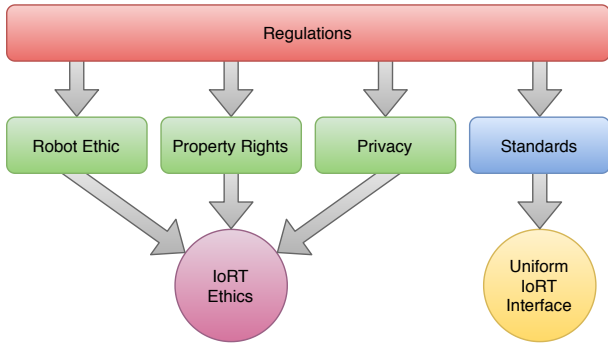 Regulations
Robot Ethic
Property Rights
Privacy
Standards
IoRT
Ethics
Uniform
IoRT
Interface